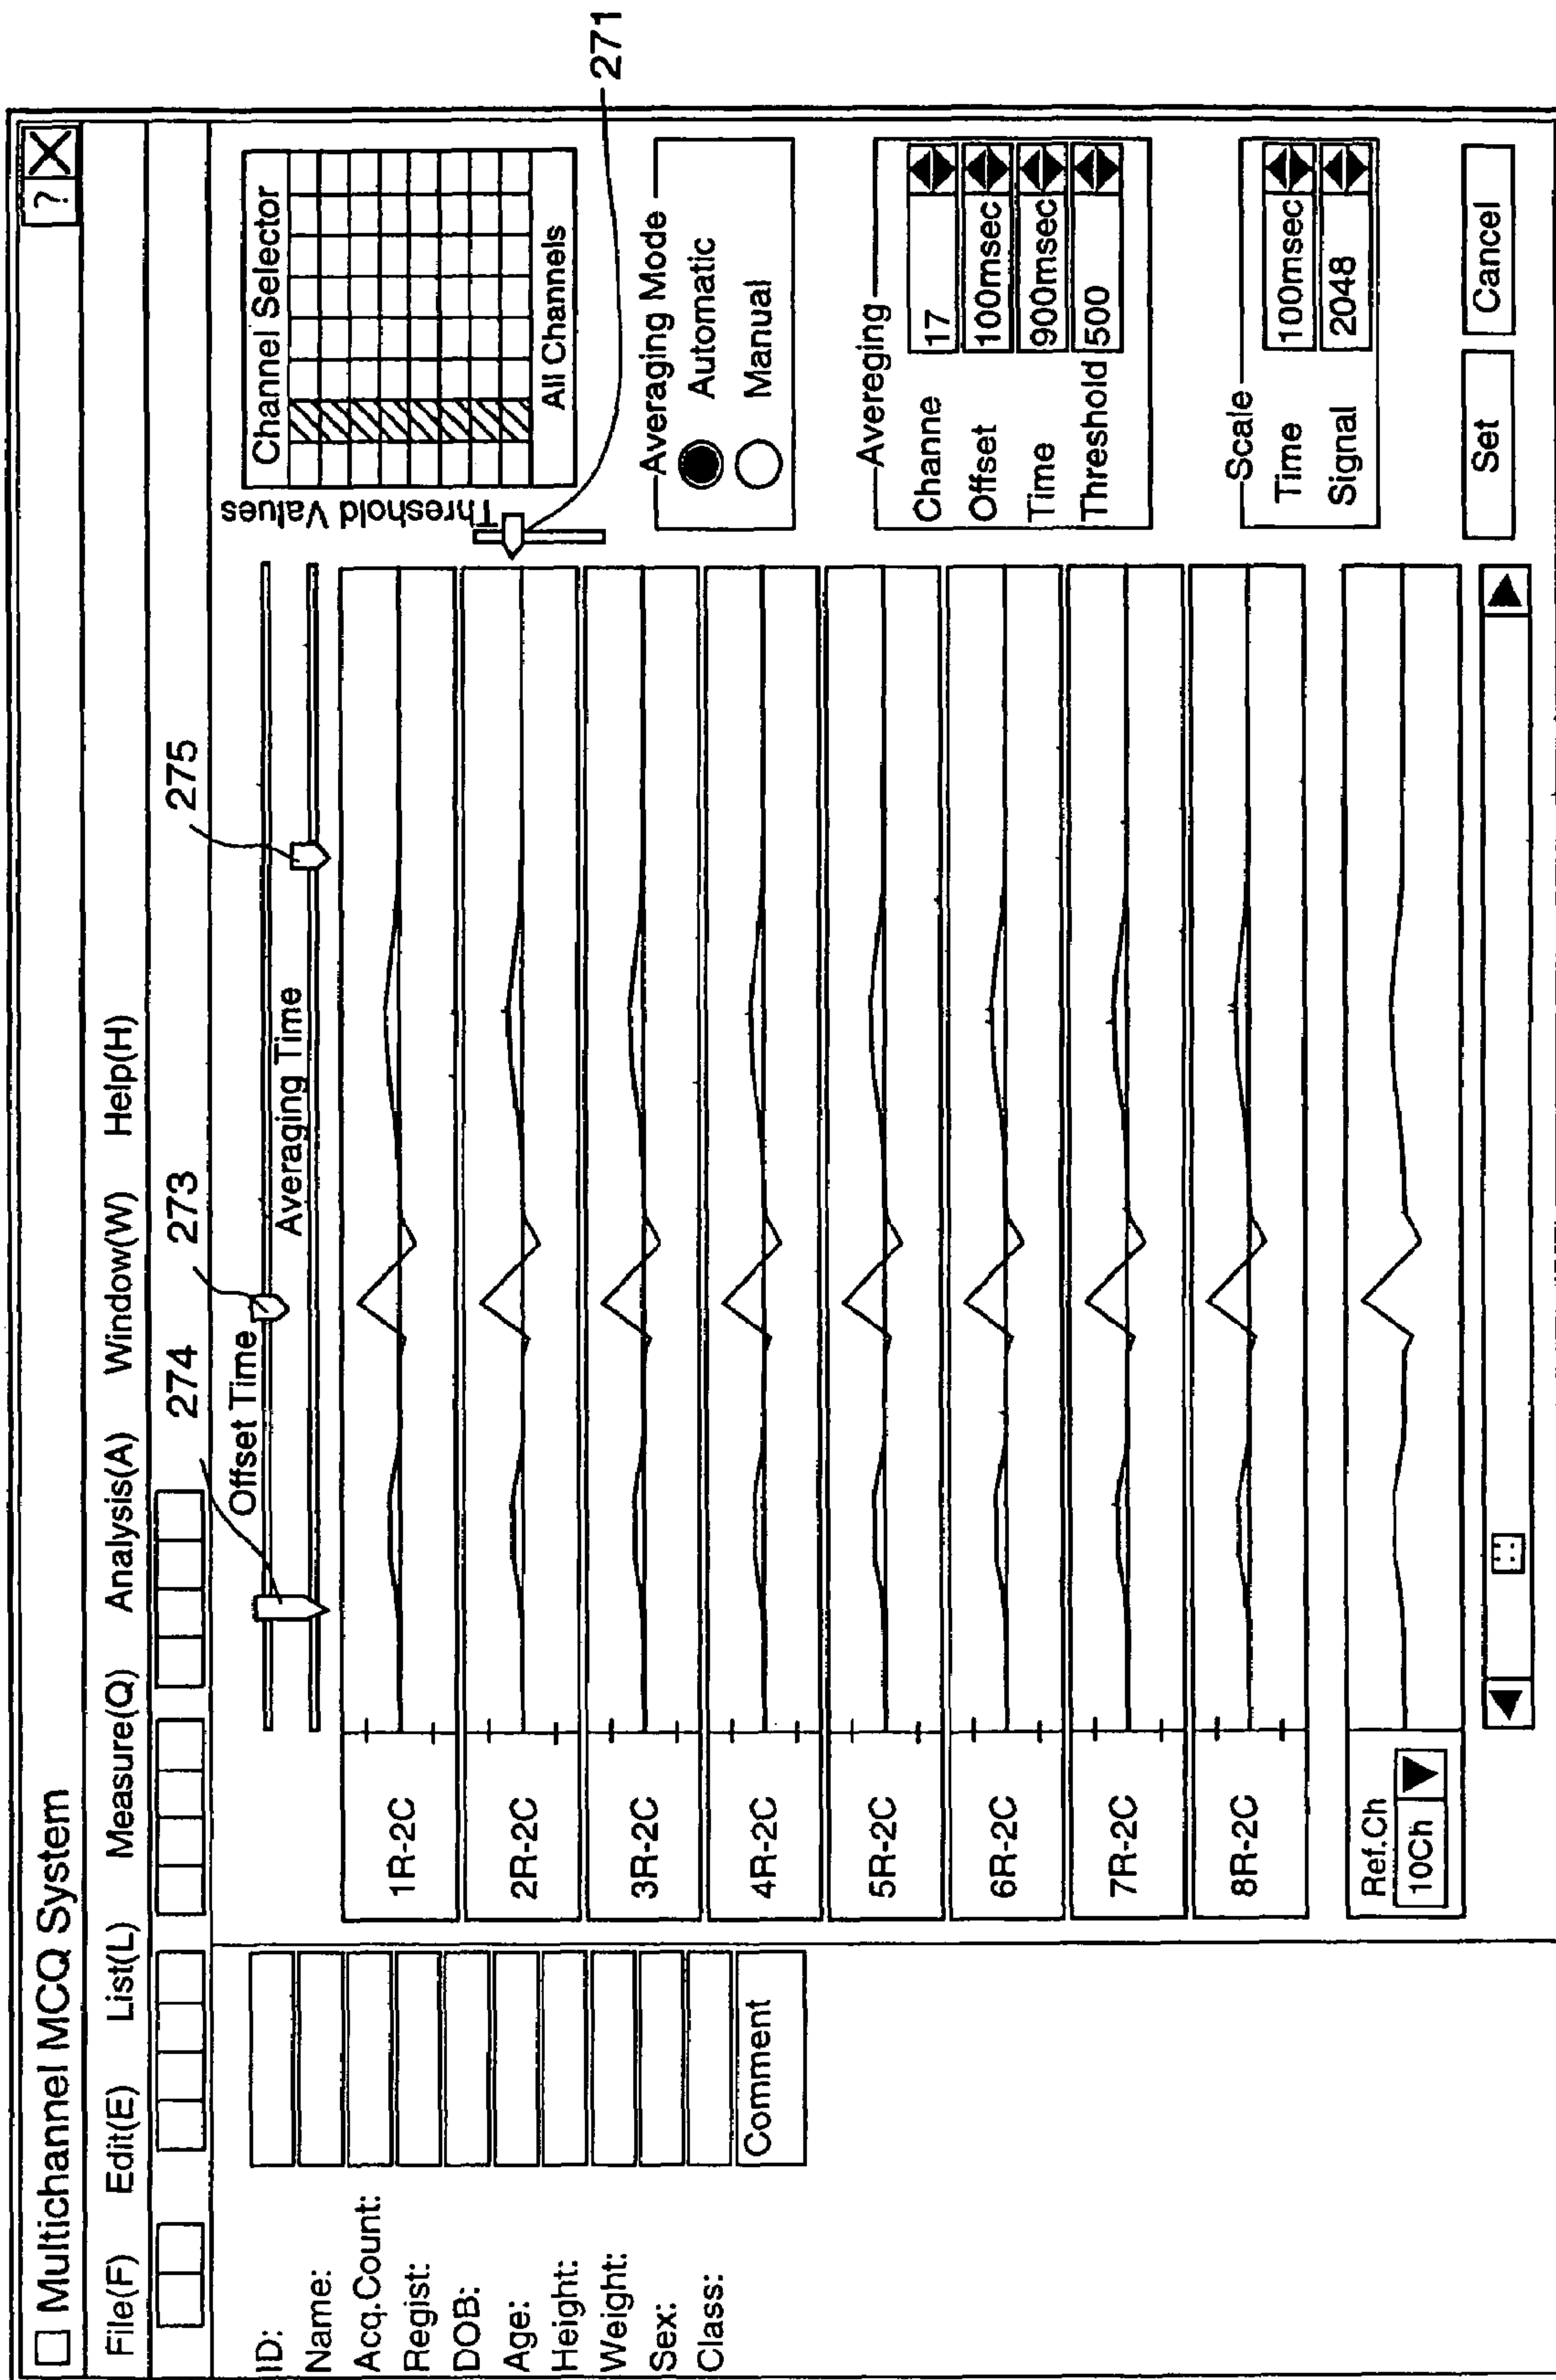 Multichannel MCQ System
? X
File(F) Edit(E) List(L) Measure(Q) Analysis(A) Window(W) Help(H)
274 273 275
ID:
Name:
Acq.Count:
Regist:
DOB:
Age:
Height:
Weight:
Sex:
Class:
Comment
Offset Time
Averaging Time
1R-2C
2R-2C
3R-2C
4R-2C
5R-2C
6R-2C
7R-2C
8R-2C
Ref.Ch
10Ch
Threshold Values
Channel Selector
All Channels
271
Averaging Mode
Automatic
Manual
Avereging
Channe 17
Offset 100msec
Time 900msec
Threshold 500
Scale
Time 100msec
Signal 2048
Set Cancel